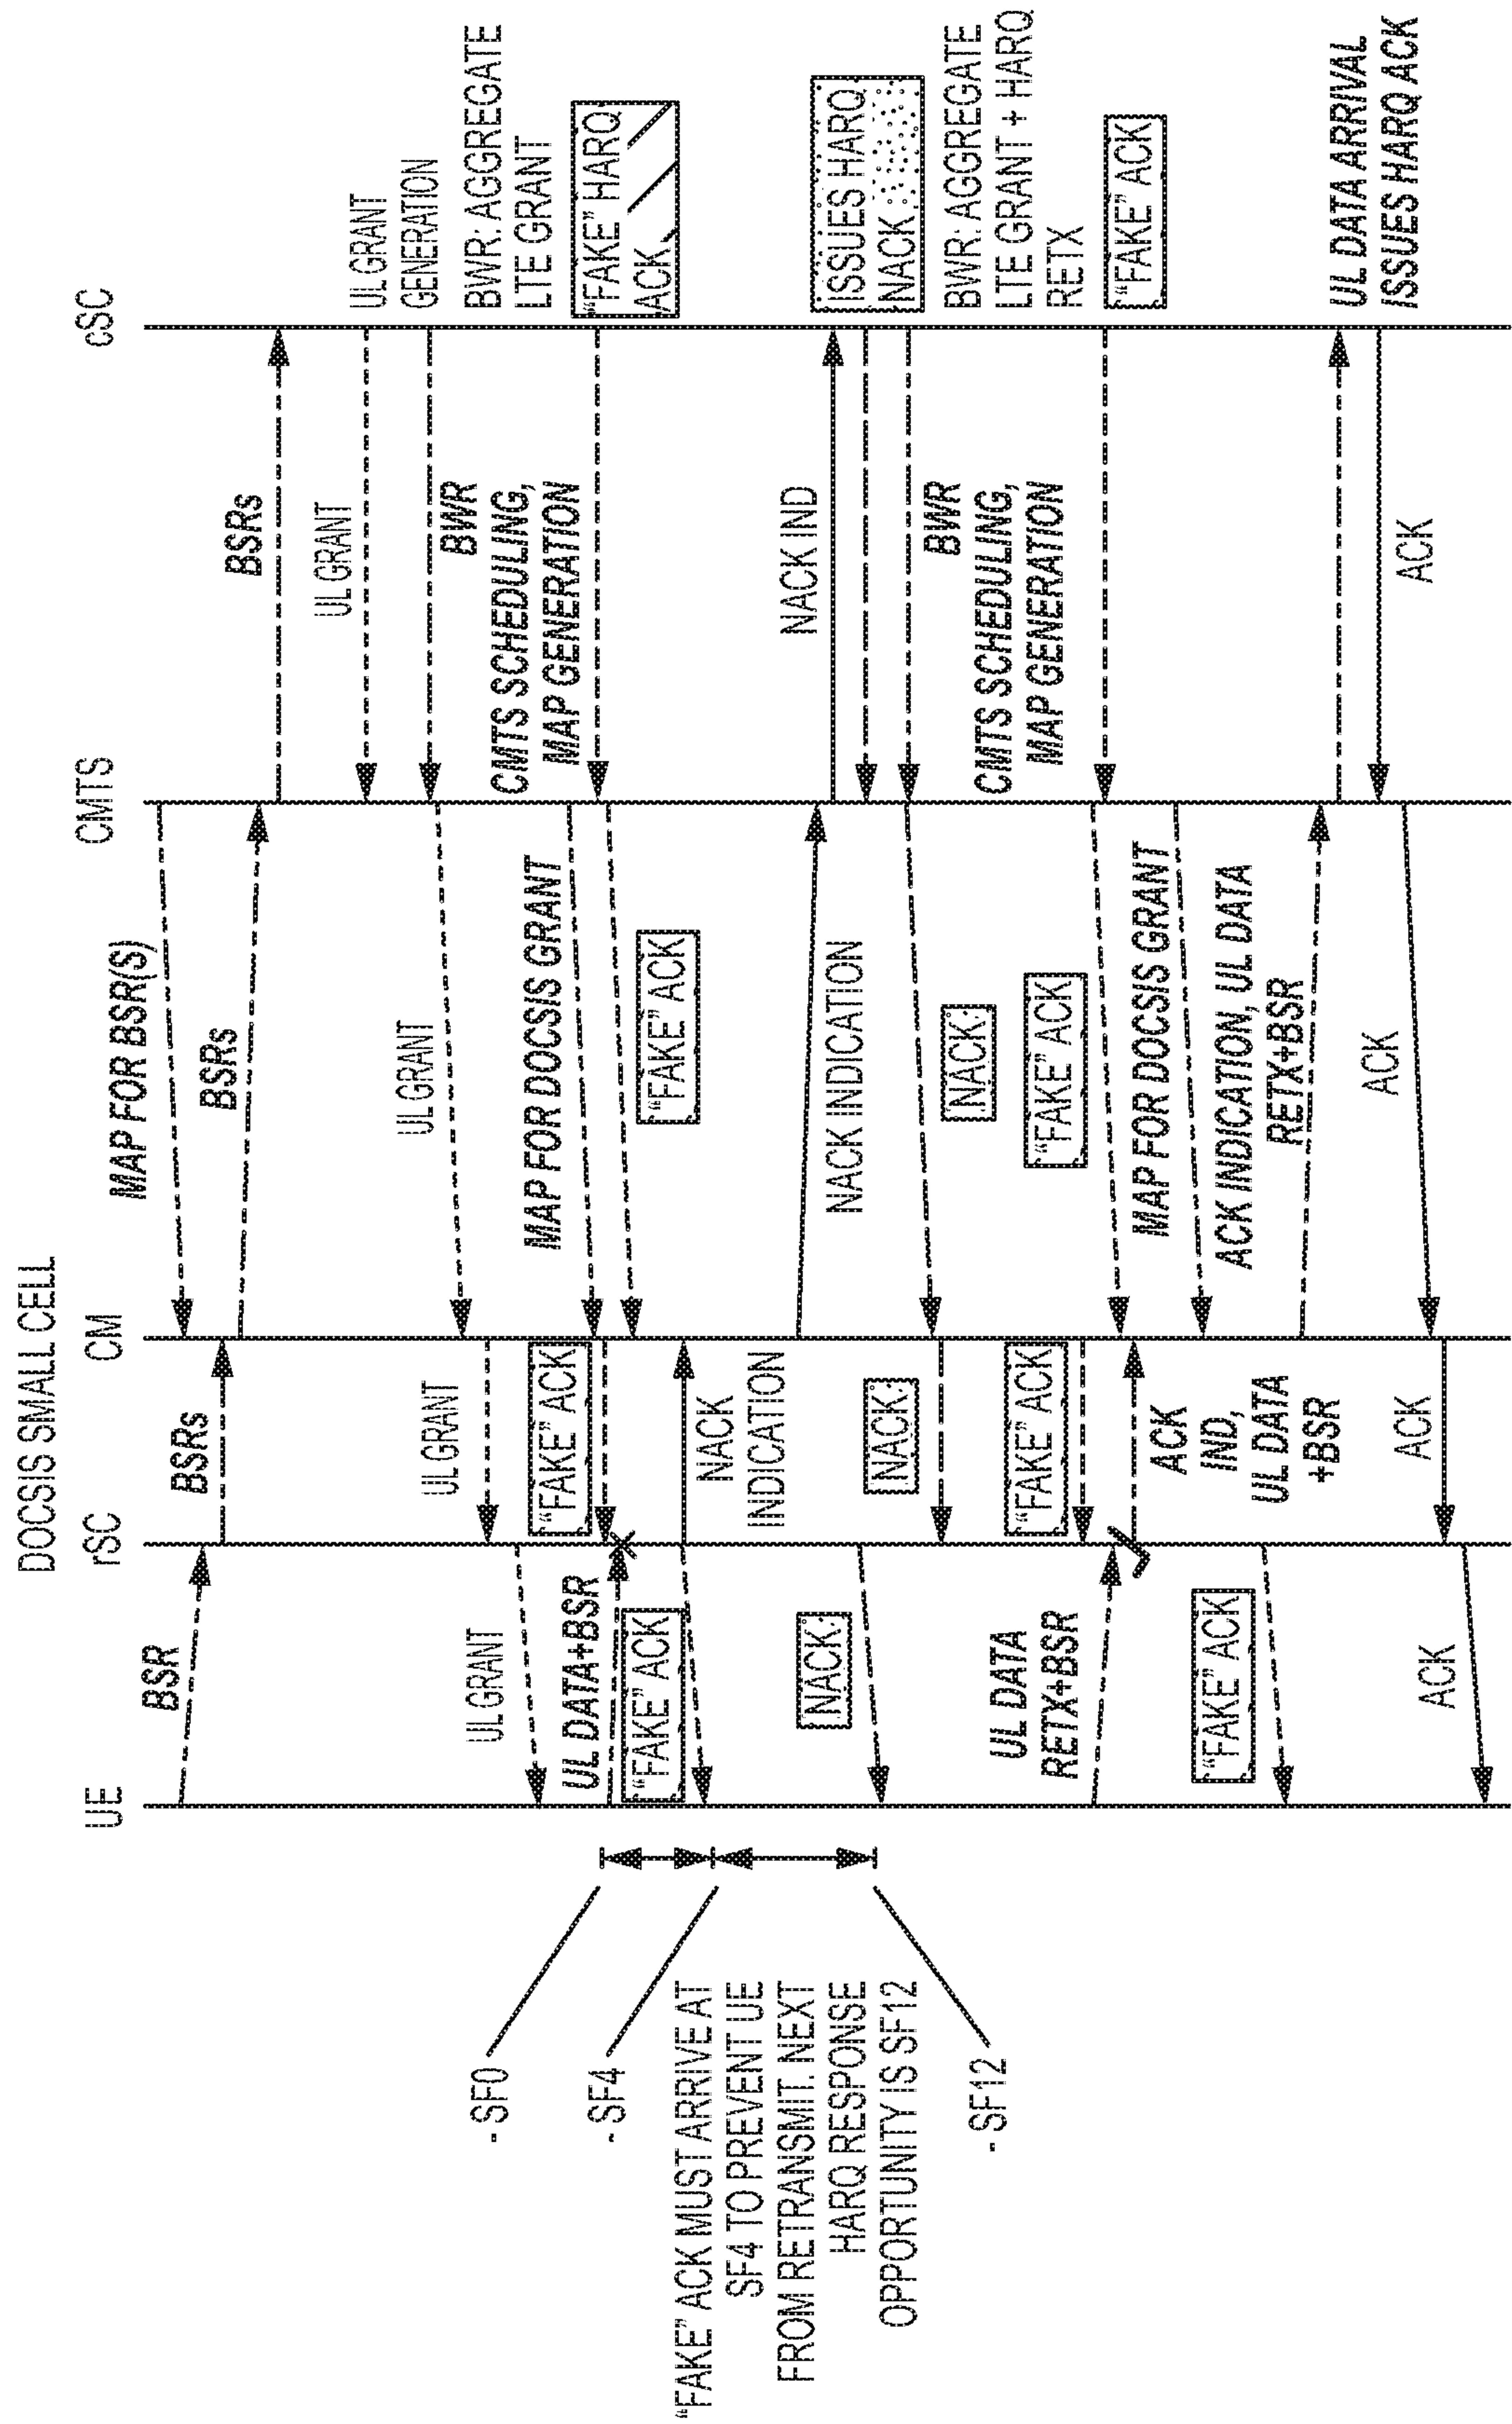 DOCSIS SMALL CELL
UE
rSC
CM
CMTS
cSC
BSR
BSRs
MAP FOR BSR(S)
BSRs
BSRs
UL GRANT
UL GRANT
UL GRANT
UL GRANT
UL GRANT
GENERATION
BWR
BWR: AGGREGATE
LTE GRANT
CMTS SCHEDULING,
MAP GENERATION
"FAKE" HARQ
ACK
MAP FOR DOCSIS GRANT
"FAKE" ACK
"FAKE" ACK
UL DATA+BSR
"FAKE" ACK
- SF0
- SF4
"FAKE" ACK MUST ARRIVE AT
SF4 TO PREVENT UE
FROM RETRANSMIT. NEXT
HARQ RESPONSE
OPPORTUNITY IS SF12
- SF12
NACK
INDICATION
NACK INDICATION
NACK IND
ISSUES HARQ
NACK
NACK
NACK
NACK
BWR
BWR: AGGREGATE
LTE GRANT + HARQ
RETX
CMTS SCHEDULING,
MAP GENERATION
"FAKE" ACK
"FAKE" ACK
"FAKE" ACK
UL DATA
RETX+BSR
MAP FOR DOCSIS GRANT
ACK
IND,
UL DATA
+BSR
ACK INDICATION, UL DATA
RETX+BSR
"FAKE" ACK
UL DATA ARRIVAL
ISSUES HARQ ACK
ACK
ACK
ACK
ACK